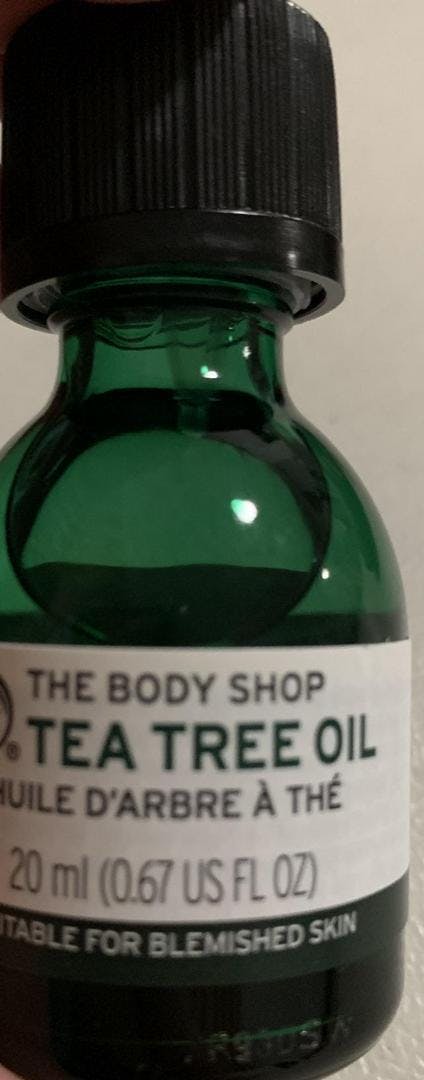 THE BODY SHOP
® TEA TREE OIL
HUILE D'ARBRE À THÉ
20 ml (0.67 US FL OZ)
ITABLE FOR BLEMISHED SKIN